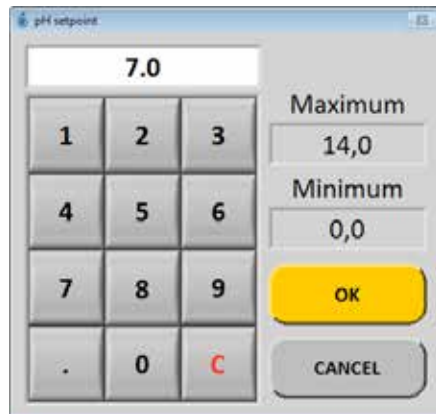 pH setpoint
7.0
1 2 3
4 5 6
7 8 9
. 0 C
Maximum
14,0
Minimum
0,0
OK
CANCEL